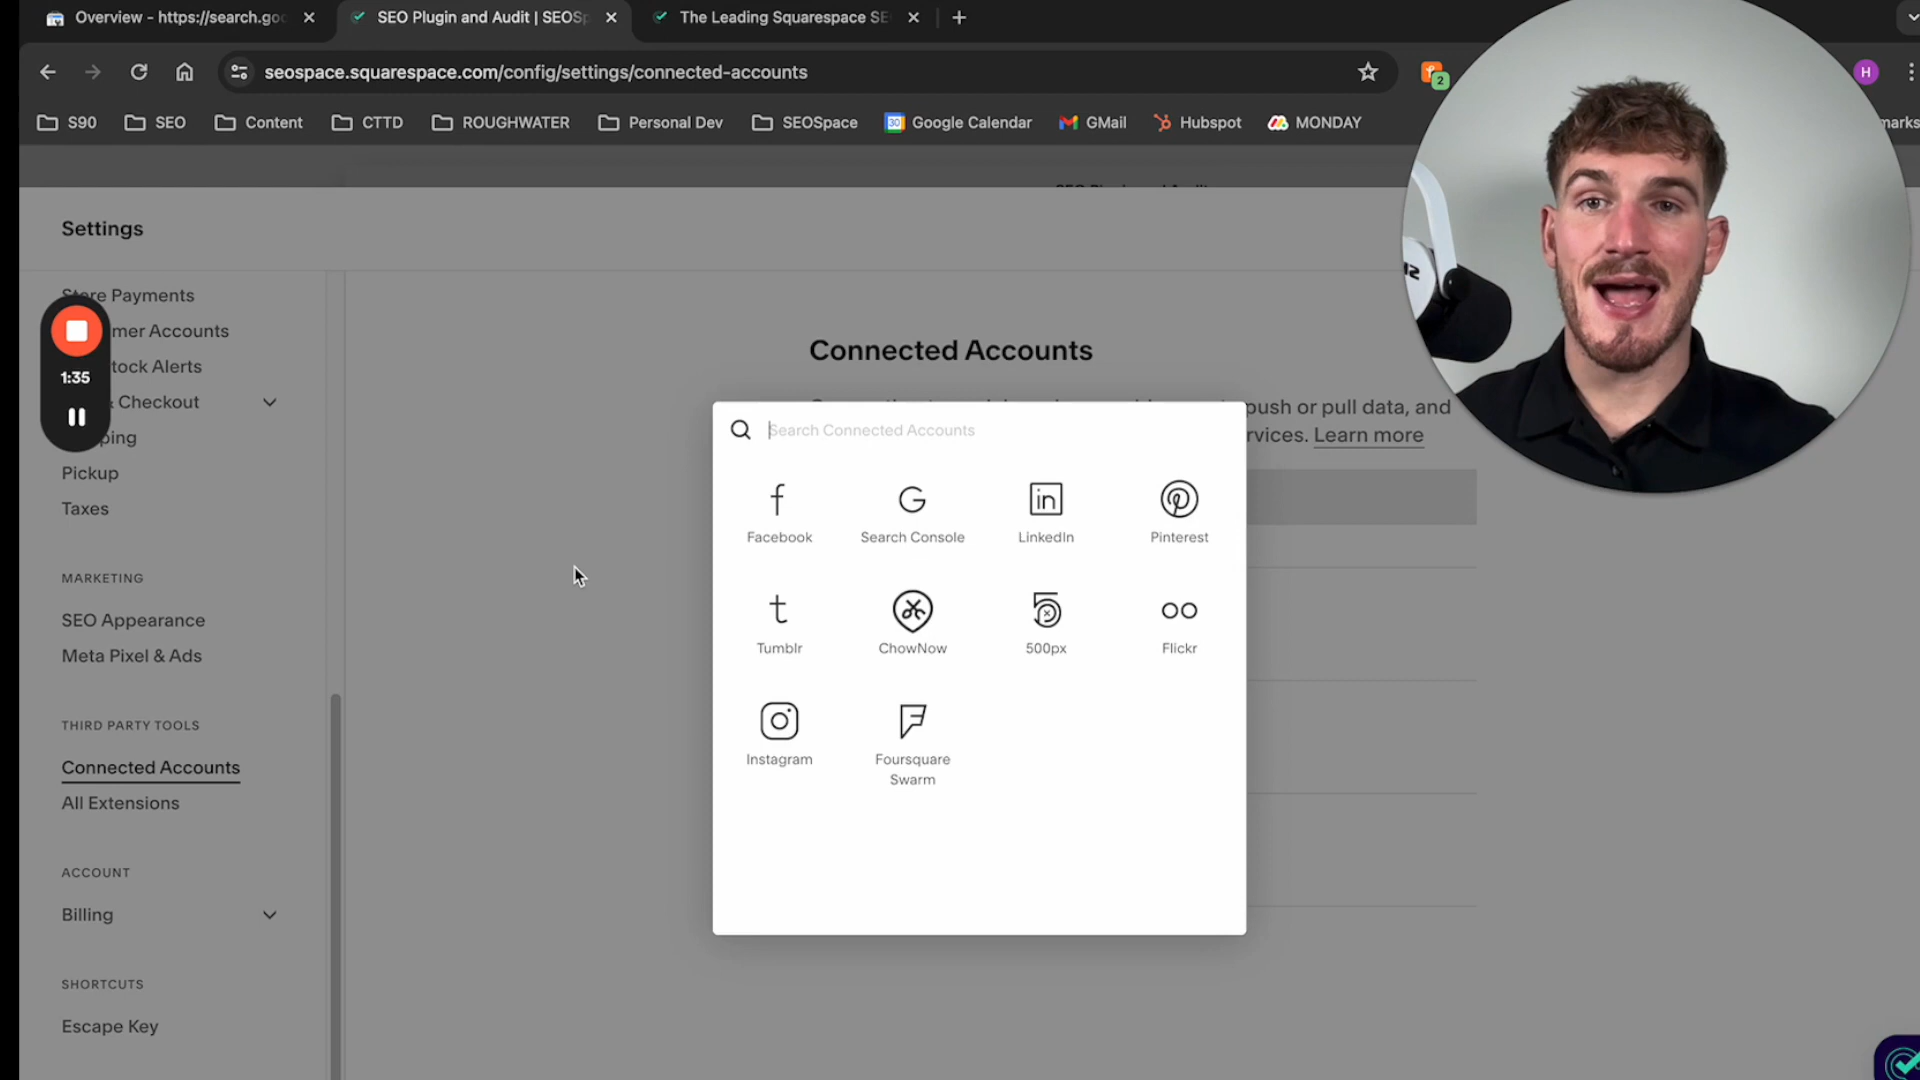 Overview - https://search.go
SEO Plugin and Audit | SEOS
The Leading Squarespace SE
seospace.squarespace.com/config/settings/connected-accounts
2
H
S90
SEO
Content
CTTD
ROUGHWATER
Personal Dev
SEOSpace
Google Calendar
GMail
Hubspot
MONDAY
marks
Settings
Store Payments
mer Accounts
tock Alerts
Checkout
ping
Pickup
Taxes
1:35
MARKETING
SEO Appearance
Meta Pixel & Ads
THIRD PARTY TOOLS
Connected Accounts
All Extensions
ACCOUNT
Billing
SHORTCUTS
Escape Key
Connected Accounts
push or pull data, and
rvices. Learn more
Search Connected Accounts
Facebook
Search Console
LinkedIn
Pinterest
Tumblr
ChowNow
500px
Flickr
Instagram
Foursquare
Swarm